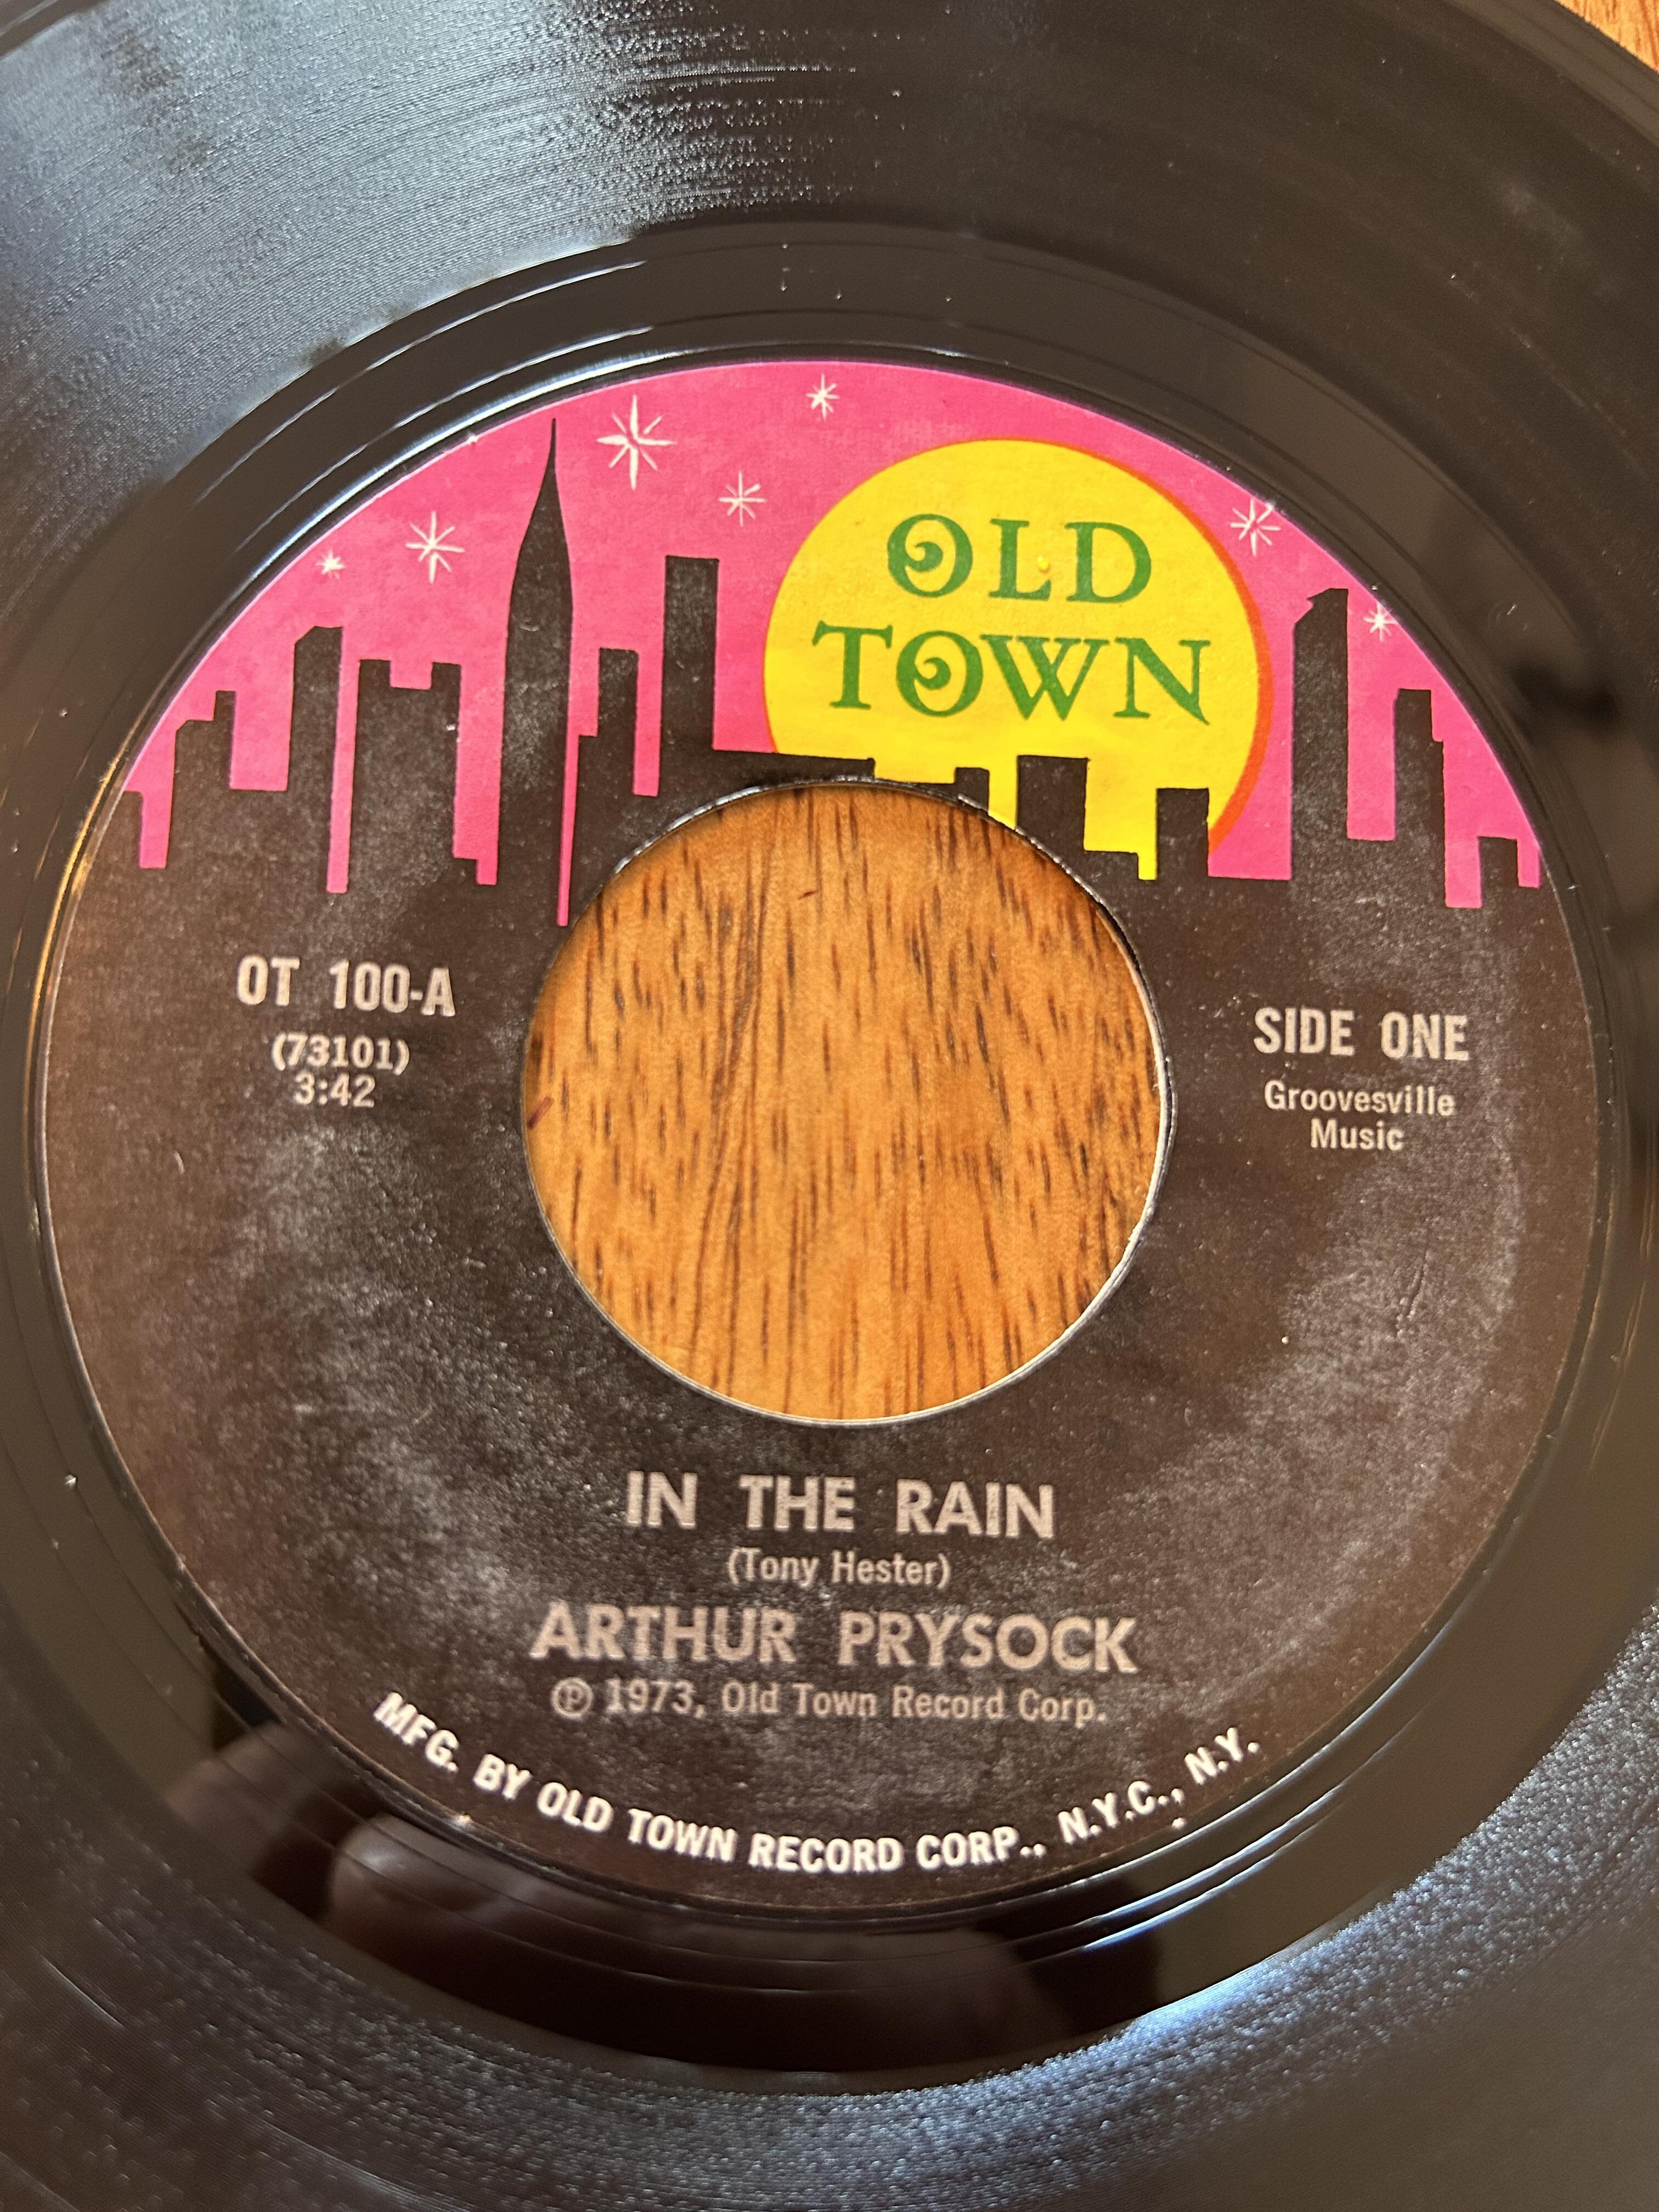 OLD
TOWN
OT 100-A
(73101)
3:42
SIDE ONE
Groovesville
Music
IN THE RAIN
(Tony Hester)
ARTHUR PRYSOCK
℗ 1973, Old Town Record Corp.
MFG. BY OLD TOWN RECORD CORP., N.Y.C., N.Y.